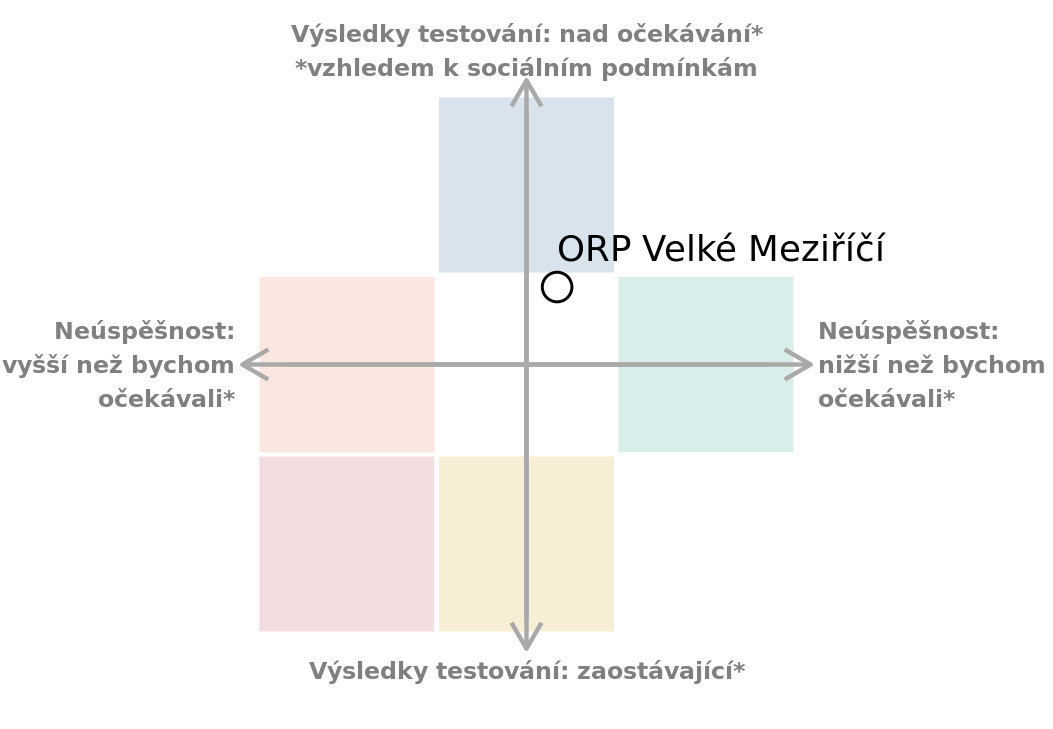 Výsledky testování: nad očekávání*
*vzhledem k sociálním podmínkám
ORP Velké Meziříčí
Neúspěšnost:
vyšší než bychom
očekávali*
Neúspěšnost:
nižší než bychom
očekávali*
Výsledky testování: zaostávající*